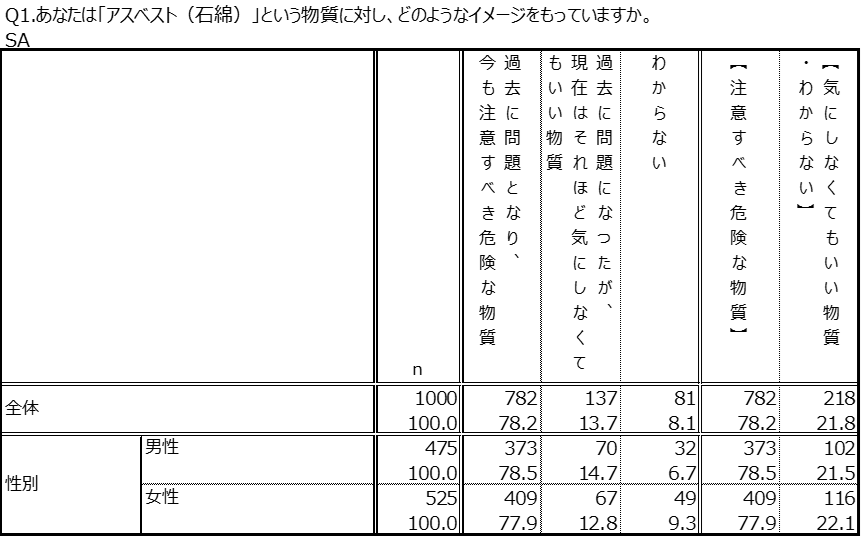 Q1.あなたは「アスベスト（石綿）」という物質に対し、どのようなイメージをもっていますか。
SA
n
過去に問題となり、
今も注意すべき危険な物質
過去に問題になったが、
現在はそれほど気にしなくて
もいい物質
わからない
【注意すべき危険な物質】
【気にしなくてもいい物質
・わからない】
全体 1000 782 137 81 782 218
100.0 78.2 13.7 8.1 78.2 21.8
性別
男性 475 373 70 32 373 102
100.0 78.5 14.7 6.7 78.5 21.5
女性 525 409 67 49 409 116
100.0 77.9 12.8 9.3 77.9 22.1